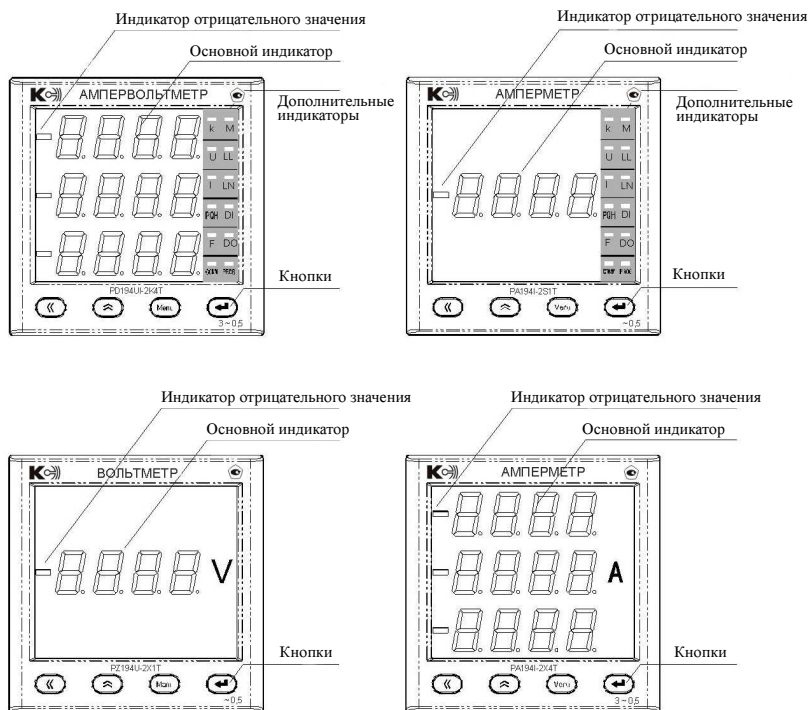 Индикатор отрицательного значения
Основной индикатор
АМПЕРВОЛЬТМЕТР
Дополнительные
индикаторы
k M
U LL
I LN
PQH DI
F DO
PD194UI-2K4T
Menu
Кнопки
3~0,5
Индикатор отрицательного значения
Основной индикатор
АМПЕРМЕТР
Дополнительные
индикаторы
k M
U LL
I LN
PQH DI
F DO
PA194I-2S1T
Кнопки
~0,5
Индикатор отрицательного значения
Основной индикатор
ВОЛЬТМЕТР
V
PZ194U-2X1T
Кнопки
~0,5
Индикатор отрицательного значения
Основной индикатор
АМПЕРМЕТР
A
PA194I-2X4T
Кнопки
3~0,5